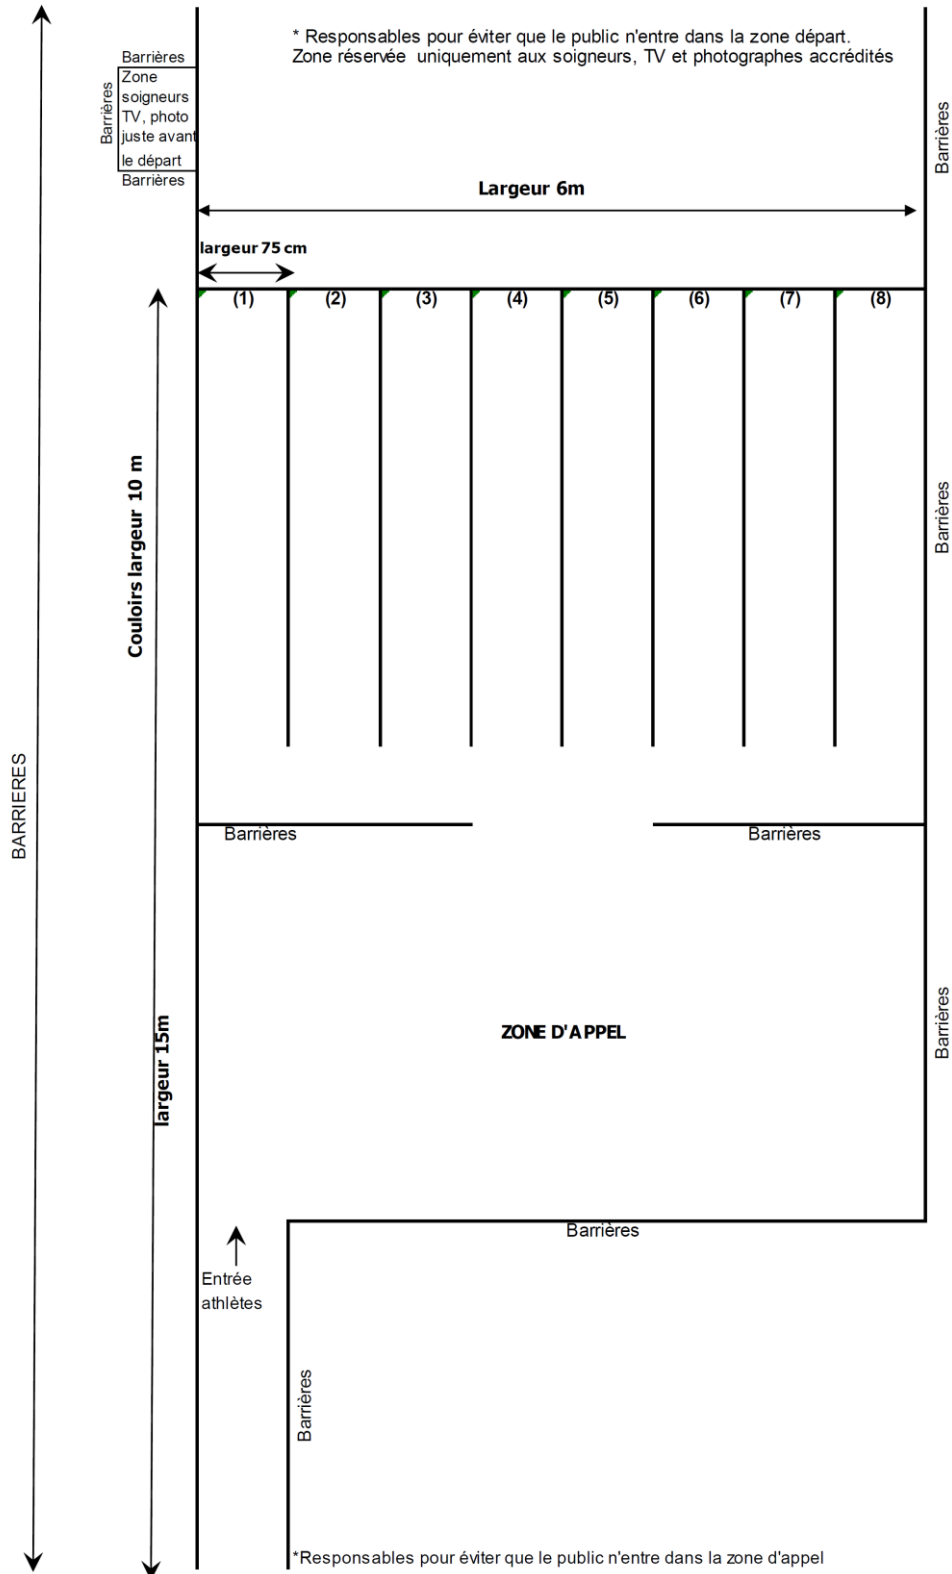 * Responsables pour éviter que le public n'entre dans la zone départ.
Zone réservée uniquement aux soigneurs, TV et photographes accrédités
Barrières
Barrières
Zone
soigneurs
TV, photo
juste avant
le départ
Barrières
Barrières
Largeur 6m
largeur 75 cm
(1) (2) (3) (4) (5) (6) (7) (8)
Couloirs largeur 10 m
Barrières
BARRIERES
Barrières
Barrières
largeur 15m
ZONE D'APPEL
Barrières
Barrières
Entrée
athlètes
Barrières
*Responsables pour éviter que le public n'entre dans la zone d'appel